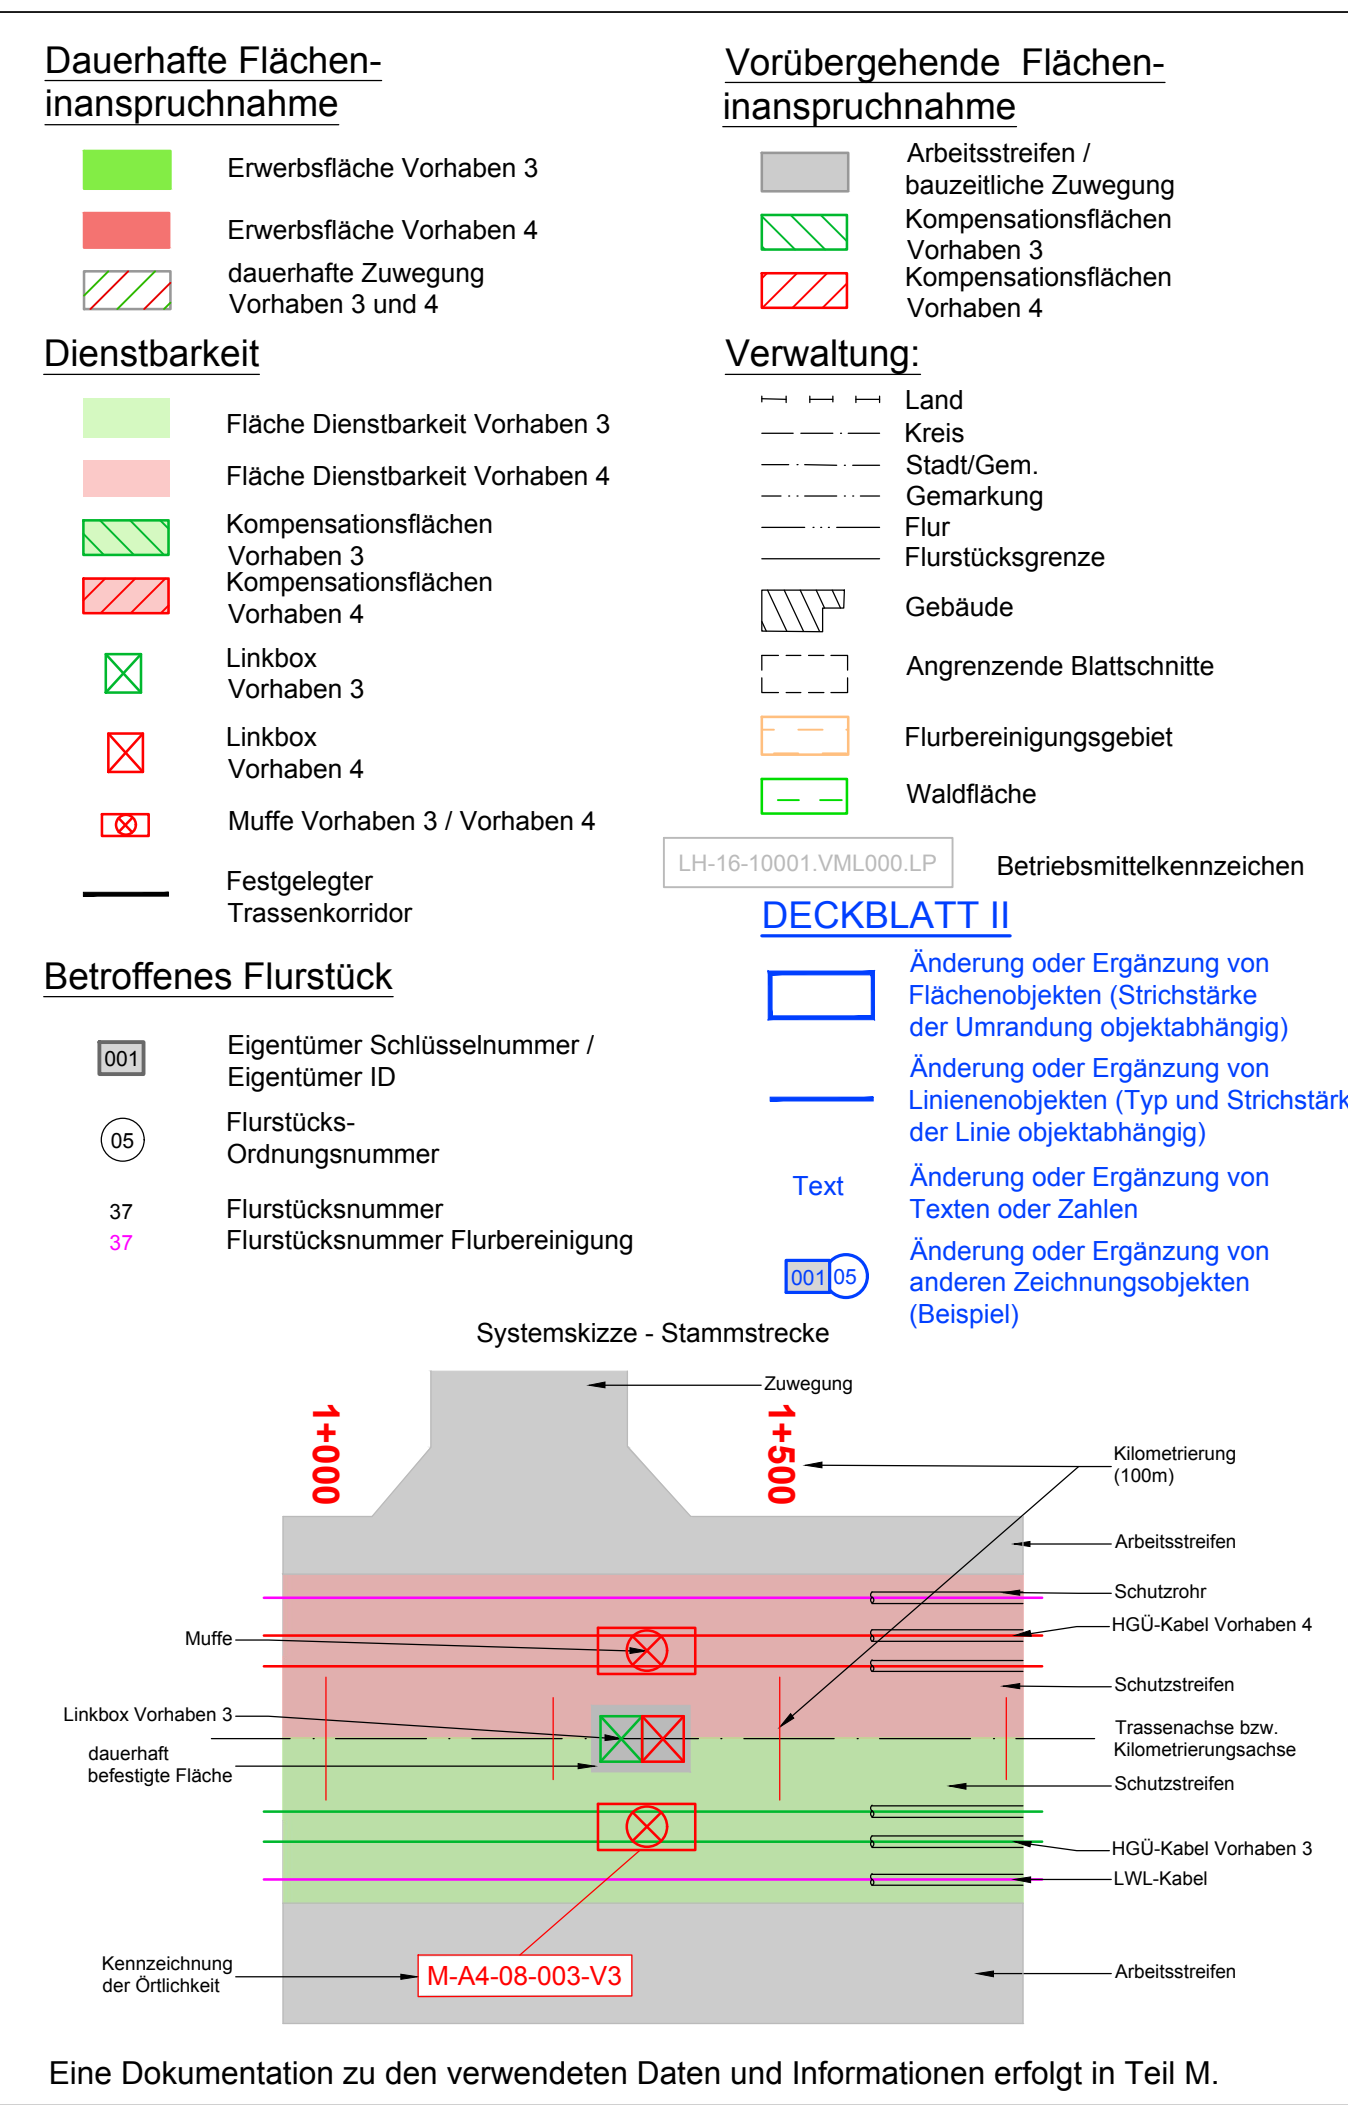 Dauerhafte Flächen-
inanspruchnahme
Erwerbsfläche Vorhaben 3
Erwerbsfläche Vorhaben 4
dauerhafte Zuwegung
Vorhaben 3 und 4
Dienstbarkeit
Fläche Dienstbarkeit Vorhaben 3
Fläche Dienstbarkeit Vorhaben 4
Kompensationsflächen
Vorhaben 3
Kompensationsflächen
Vorhaben 4
Linkbox
Vorhaben 3
Linkbox
Vorhaben 4
Muffe Vorhaben 3 / Vorhaben 4
Festgelegter
Trassenkorridor
Betroffenes Flurstück
001
Eigentümer Schlüsselnummer /
Eigentümer ID
05
Flurstücks-
Ordnungsnummer
37 Flurstücksnummer
37 Flurstücksnummer Flurbereinigung
Vorübergehende Flächen-
inanspruchnahme
Arbeitsstreifen /
bauzeitliche Zuwegung
Kompensationsflächen
Vorhaben 3
Kompensationsflächen
Vorhaben 4
Verwaltung:
Land
Kreis
Stadt/Gem.
Gemarkung
Flur
Flurstücksgrenze
Gebäude
Angrenzende Blattschnitte
Flurbereinigungsgebiet
Waldfläche
LH-16-10001.VML000.LP Betriebsmittelkennzeichen
DECKBLATT II
Änderung oder Ergänzung von
Flächenobjekten (Strichstärke
der Umrandung objektabhängig)
Änderung oder Ergänzung von
Linienenobjekten (Typ und Strichstärk
der Linie objektabhängig)
Text
Änderung oder Ergänzung von
Texten oder Zahlen
001 05
Änderung oder Ergänzung von
anderen Zeichnungsobjekten
(Beispiel)
Systemskizze - Stammstrecke
Zuwegung
1+000
1+500
Kilometrierung
(100m)
Arbeitsstreifen
Schutzrohr
HGÜ-Kabel Vorhaben 4
Muffe
Schutzstreifen
Linkbox Vorhaben 3
Trassenachse bzw.
Kilometrierungsachse
dauerhaft
befestigte Fläche
Schutzstreifen
HGÜ-Kabel Vorhaben 3
LWL-Kabel
Kennzeichnung
der Örtlichkeit
M-A4-08-003-V3
Arbeitsstreifen
Eine Dokumentation zu den verwendeten Daten und Informationen erfolgt in Teil M.